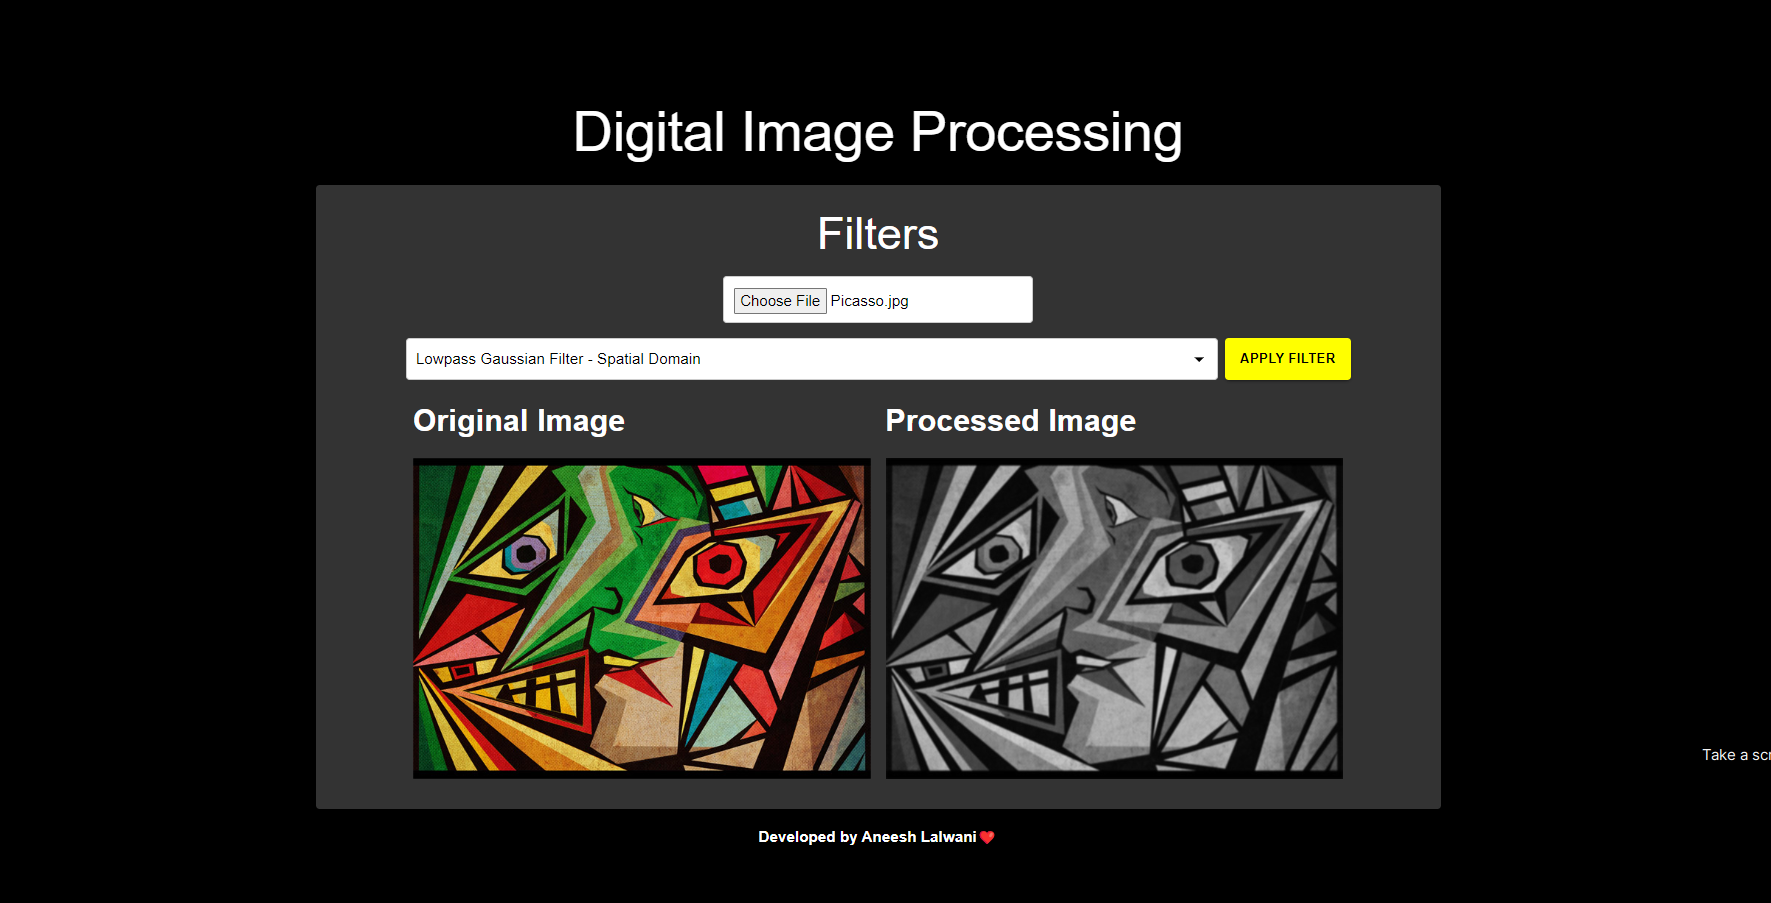 Digital Image Processing
Filters
Choose File Picasso.jpg
Lowpass Gaussian Filter - Spatial Domain
APPLY FILTER
Original Image
Processed Image
Take a scr
Developed by Aneesh Lalwani❤️